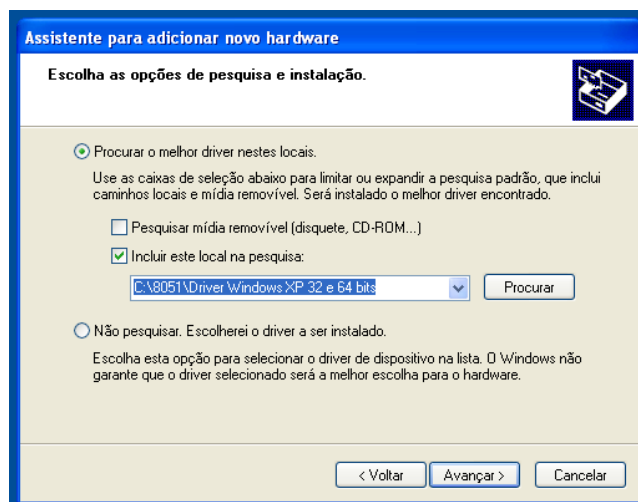 Assistente para adicionar novo hardware
Escolha as opções de pesquisa e instalação.
Procurar o melhor driver nestes locais.
Use as caixas de seleção abaixo para limitar ou expandir a pesquisa padrão, que inclui
caminhos locais e mídia removível. Será instalado o melhor driver encontrado.
Pesquisar mídia removível (disquete, CD-ROM...)
Incluir este local na pesquisa:
C:\8051\Driver Windows XP 32 e 64 bits
Procurar
Não pesquisar. Escolherei o driver a ser instalado.
Escolha esta opção para selecionar o driver de dispositivo na lista. O Windows não
garante que o driver selecionado será a melhor escolha para o hardware.
< Voltar
Avançar >
Cancelar